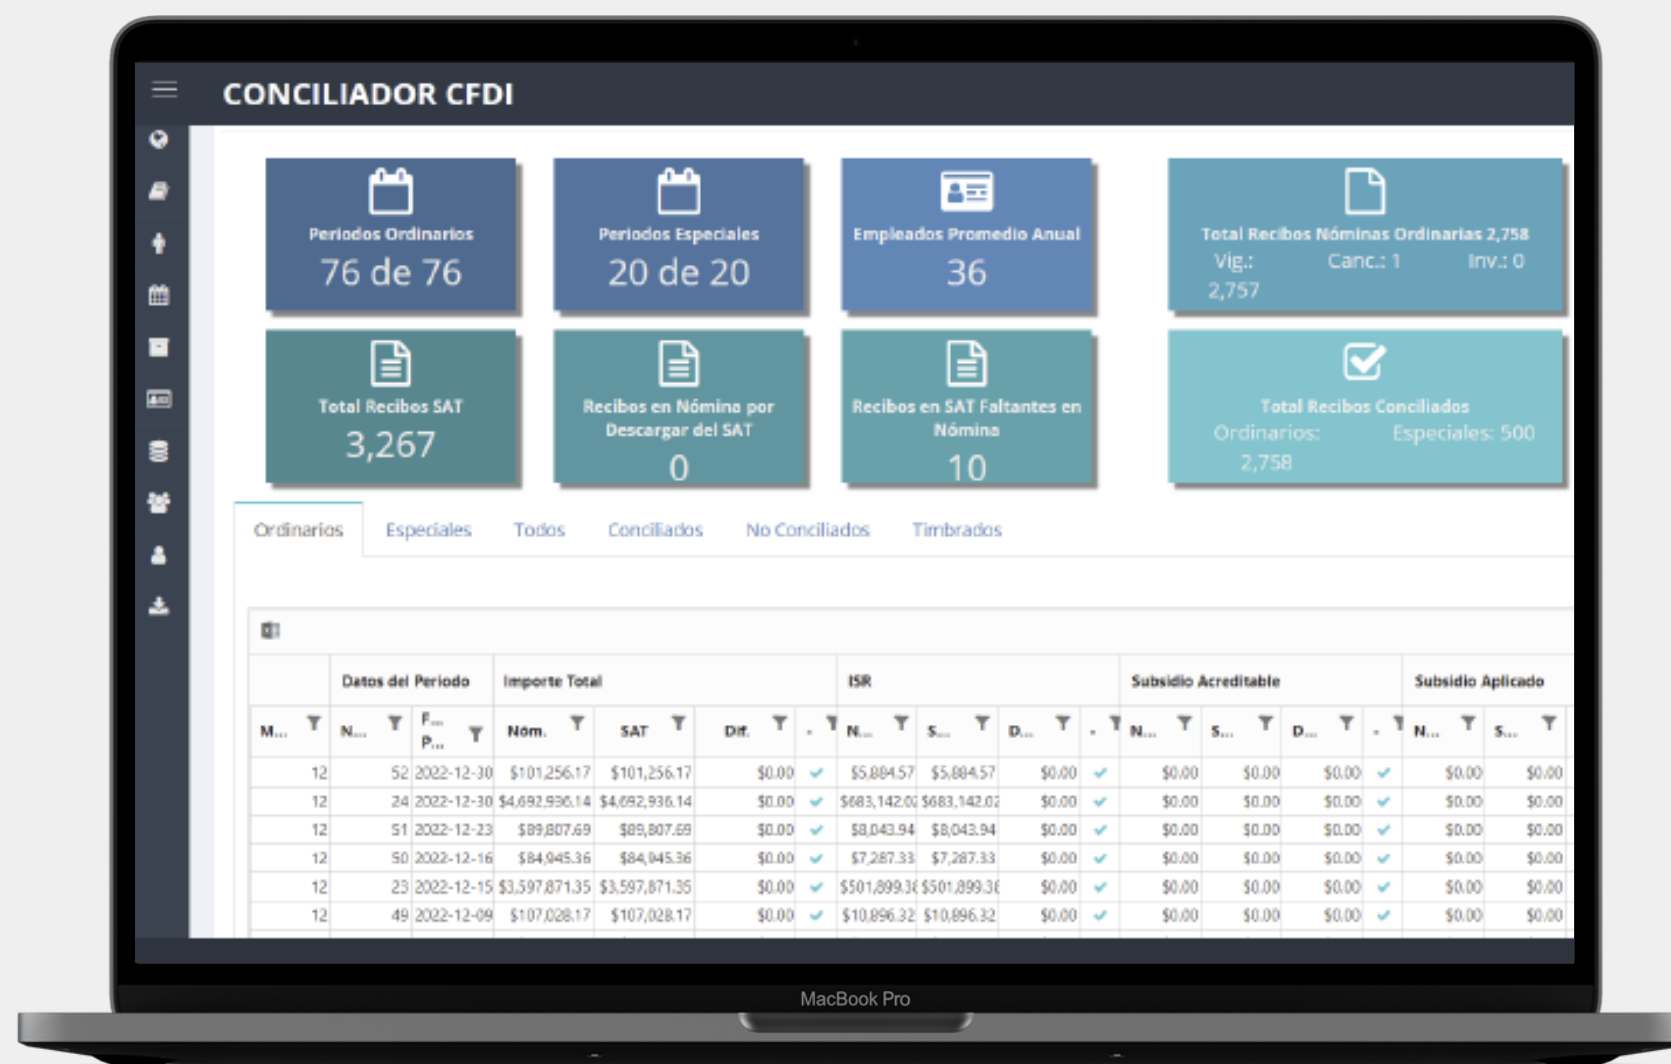 CONCILIADOR CFDI
Periodos Ordinarios
76 de 76
Periodos Especiales
20 de 20
Empleados Promedio Anual
36
Total Recibos Nóminas Ordinarias 2,758
Vig.: Canc.: 1 Inv.: 0
2,757
Total Recibos SAT
3,267
Recibos en Nómina por
Descargar del SAT
0
Recibos en SAT Faltantes en
Nómina
10
Total Recibos Conciliados
Ordinarios: Especiales: 500
2,758
Ordinarios Especiales Todos Conciliados No Conciliados Timbrados
Datos del Periodo Importe Total ISR Subsidio Acreditable Subsidio Aplicado
M... N... F... P... Nóm. SAT Dif. . N... S... D... . N... S... D... . N... S...
12 52 2022-12-30 $101,256.17 $101,256.17 $0.00 $5,884.57 $5,884.57 $0.00 $0.00 $0.00 $0.00 $0.00 $0.00
12 24 2022-12-30 $4,692,936.14 $4,692,936.14 $0.00 $683,142.02 $683,142.02 $0.00 $0.00 $0.00 $0.00 $0.00 $0.00
12 51 2022-12-23 $89,807.69 $89,807.69 $0.00 $8,043.94 $8,043.94 $0.00 $0.00 $0.00 $0.00 $0.00 $0.00
12 50 2022-12-16 $84,945.36 $84,945.36 $0.00 $7,287.33 $7,287.33 $0.00 $0.00 $0.00 $0.00 $0.00 $0.00
12 23 2022-12-15 $3,597,871.35 $3,597,871.35 $0.00 $501,899.38 $501,899.38 $0.00 $0.00 $0.00 $0.00 $0.00 $0.00
12 49 2022-12-09 $107,028.17 $107,028.17 $0.00 $10,896.32 $10,896.32 $0.00 $0.00 $0.00 $0.00 $0.00 $0.00
MacBook Pro